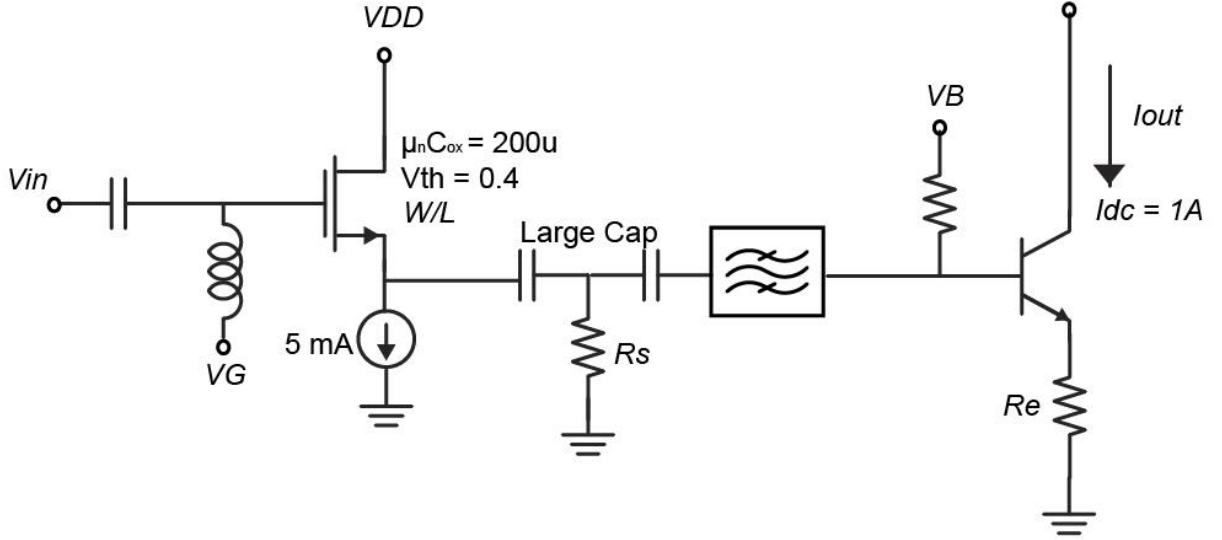 VDD
μnCox = 200u
Vth = 0.4
W/L
Vin
VG
5 mA
Large Cap
Rs
VB
Iout
Idc = 1A
Re